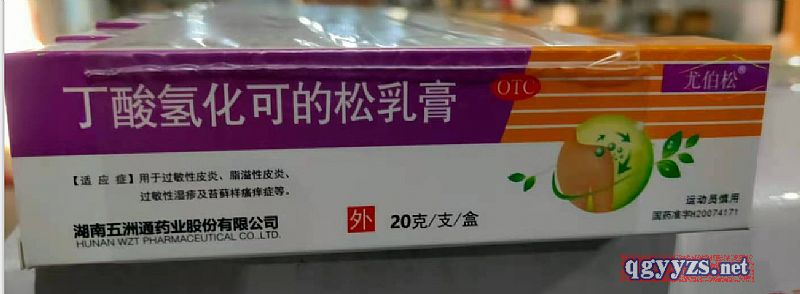 丁酸氢化可的松乳膏
OTC
尤伯松®
【适应症】用于过敏性皮炎、脂溢性皮炎、
过敏性湿疹及苔藓样瘙痒症等。
湖南五洲通药业股份有限公司
HUNAN WZT PHARMACEUTICAL CO.,LTD.
外
20克/支/盒
运动员慎用
国药准字H20074171
qgyyzs.net